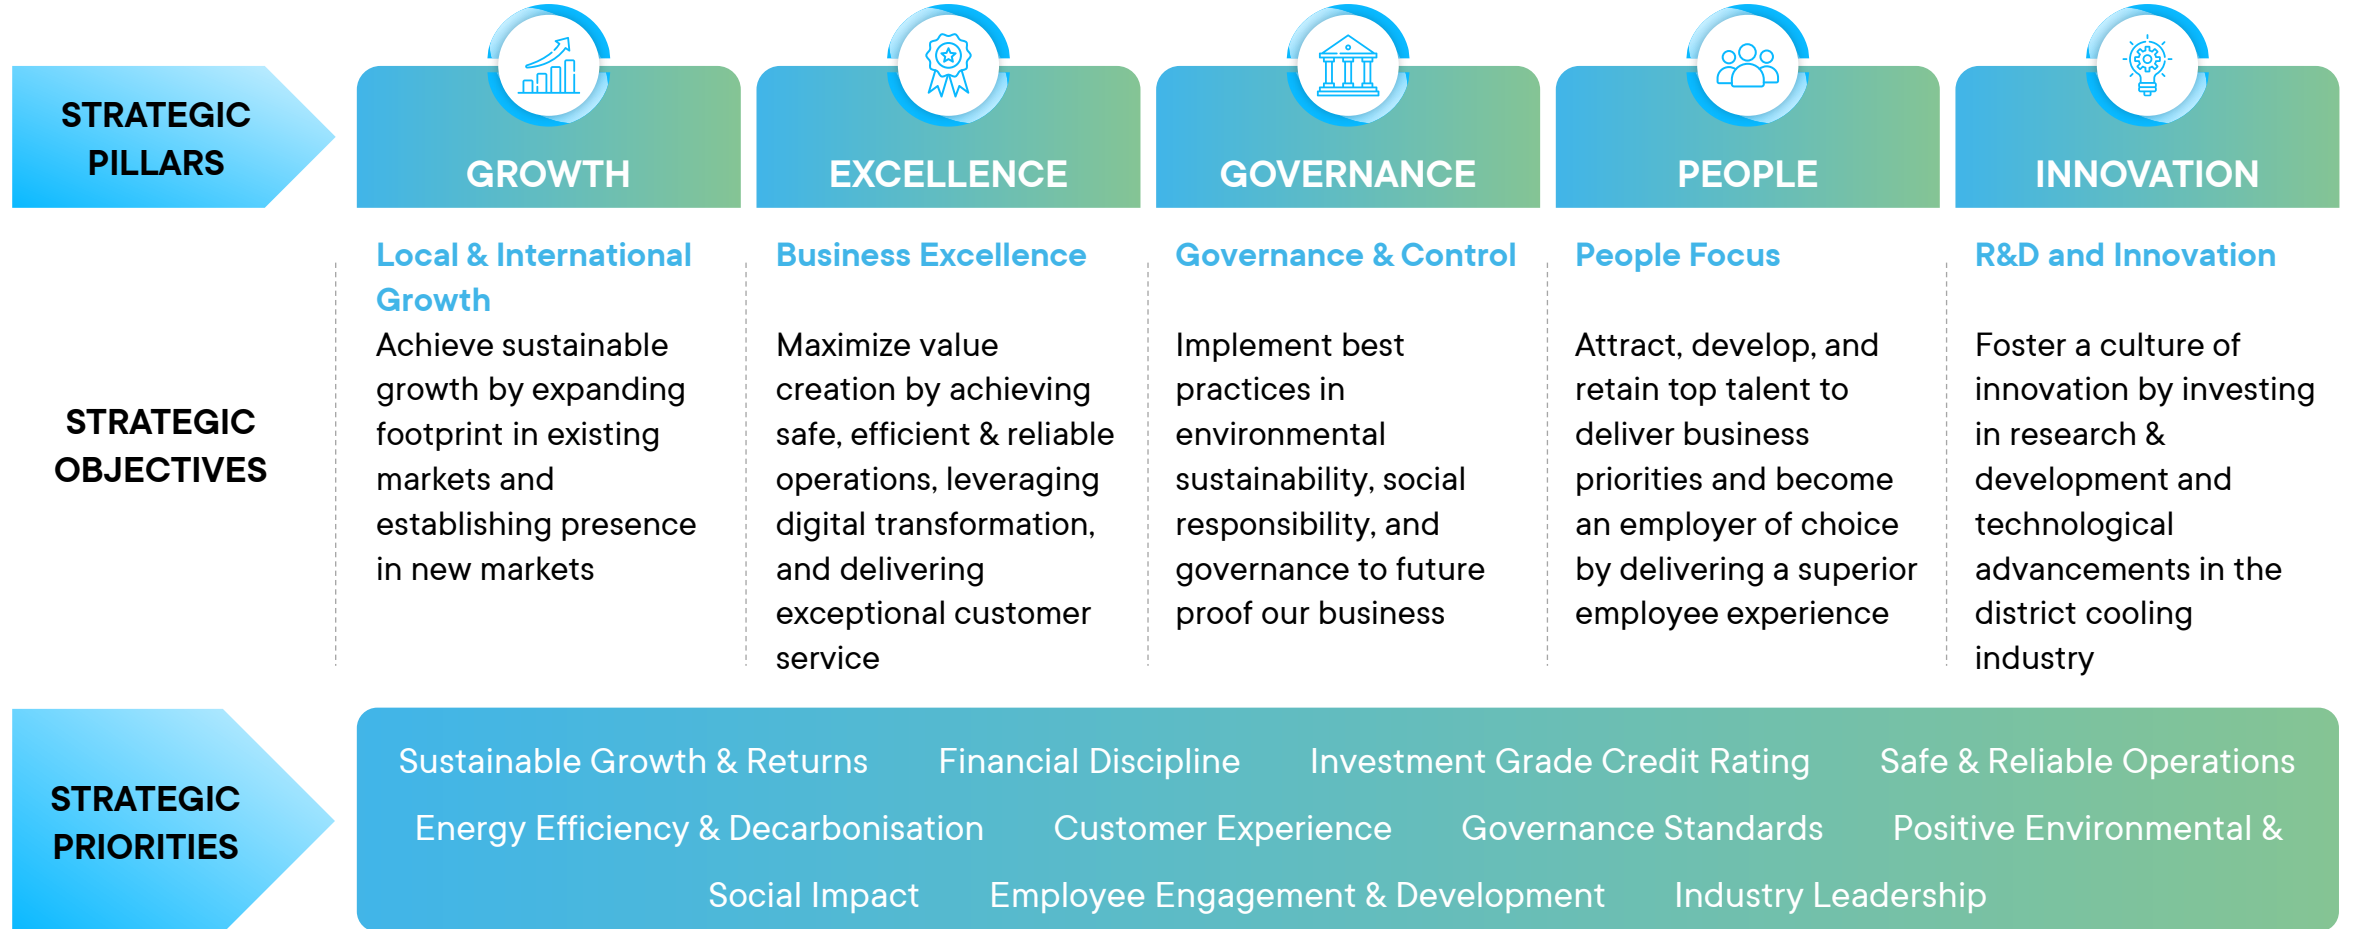 STRATEGIC
PILLARS
GROWTH
EXCELLENCE
GOVERNANCE
PEOPLE
INNOVATION
STRATEGIC
OBJECTIVES
Local & International
Growth
Achieve sustainable
growth by expanding
footprint in existing
markets and
establishing presence
in new markets
Business Excellence
Maximize value
creation by achieving
safe, efficient & reliable
operations, leveraging
digital transformation,
and delivering
exceptional customer
service
Governance & Control
Implement best
practices in
environmental
sustainability, social
responsibility, and
governance to future
proof our business
People Focus
Attract, develop, and
retain top talent to
deliver business
priorities and become
an employer of choice
by delivering a superior
employee experience
R&D and Innovation
Foster a culture of
innovation by investing
in research &
development and
technological
advancements in the
district cooling
industry
STRATEGIC
PRIORITIES
Sustainable Growth & Returns Financial Discipline Investment Grade Credit Rating Safe & Reliable Operations
Energy Efficiency & Decarbonisation Customer Experience Governance Standards Positive Environmental &
Social Impact Employee Engagement & Development Industry Leadership